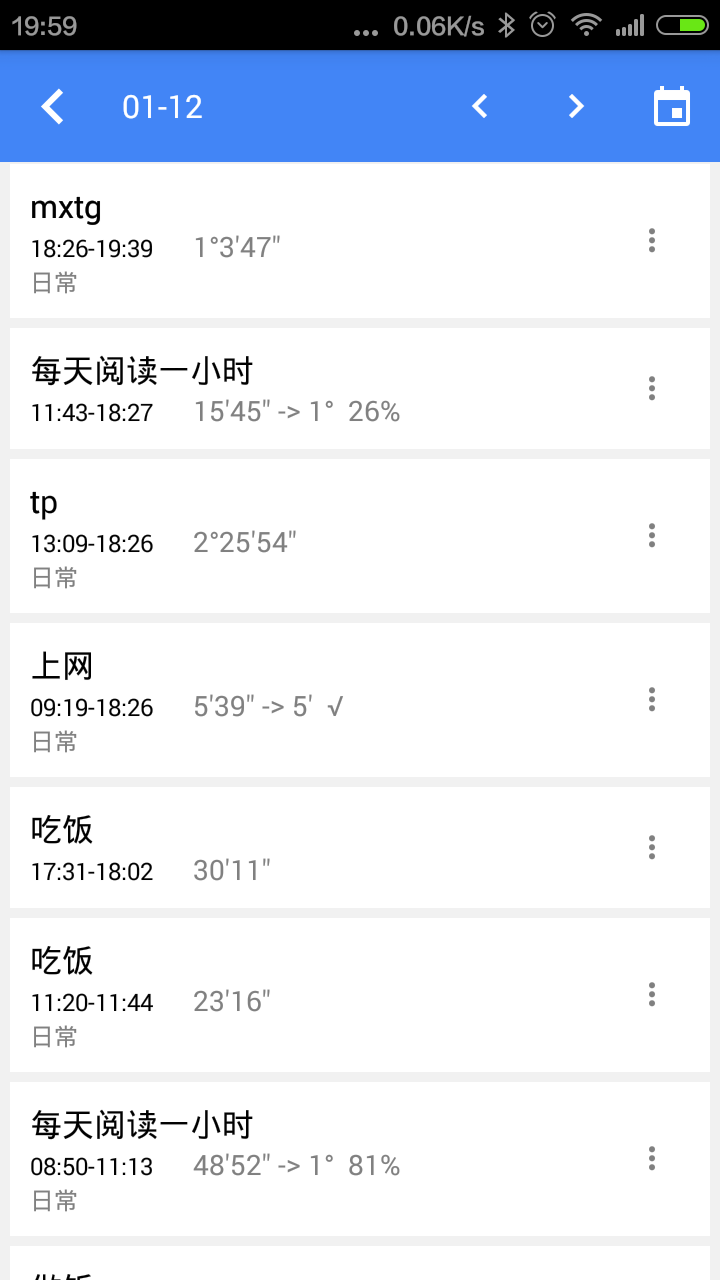 19:59 ... 0.06K/s
01-12
mxtg
18:26-19:39 1°3'47"
日常
每天阅读一小时
11:43-18:27 15'45" -> 1° 26%
tp
13:09-18:26 2°25'54"
日常
上网
09:19-18:26 5'39" -> 5' √
日常
吃饭
17:31-18:02 30'11"
吃饭
11:20-11:44 23'16"
日常
每天阅读一小时
08:50-11:13 48'52" -> 1° 81%
日常